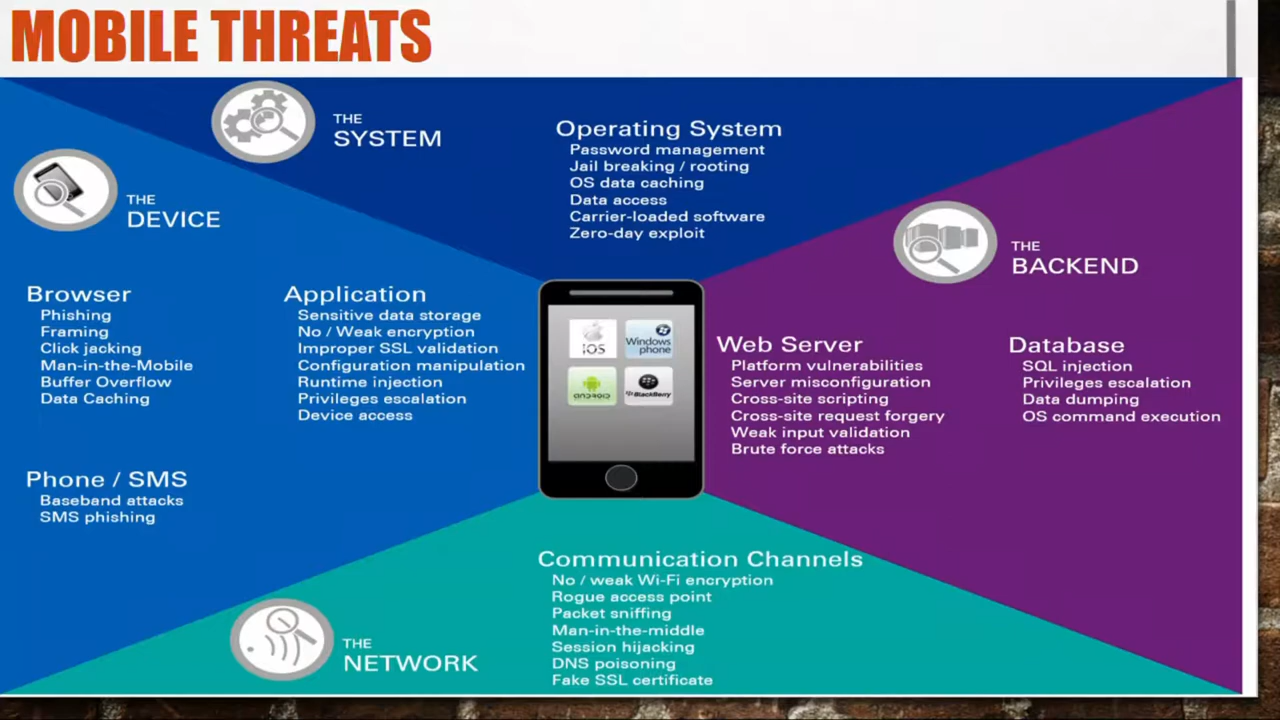 MOBILE THREATS
THE
SYSTEM
Operating System
Password management
Jail breaking / rooting
OS data caching
Data access
Carrier-loaded software
Zero-day exploit
THE
DEVICE
Browser
Phishing
Framing
Click jacking
Man-in-the-Mobile
Buffer Overflow
Data Caching
Application
Sensitive data storage
No / Weak encryption
Improper SSL validation
Configuration manipulation
Runtime injection
Privileges escalation
Device access
Phone / SMS
Baseband attacks
SMS phishing
iOS
Windows
phone
android
BlackBerry
THE
BACKEND
Web Server
Platform vulnerabilities
Server misconfiguration
Cross-site scripting
Cross-site request forgery
Weak input validation
Brute force attacks
Database
SQL injection
Privileges escalation
Data dumping
OS command execution
THE
NETWORK
Communication Channels
No / weak Wi-Fi encryption
Rogue access point
Packet sniffing
Man-in-the-middle
Session hijacking
DNS poisoning
Fake SSL certificate